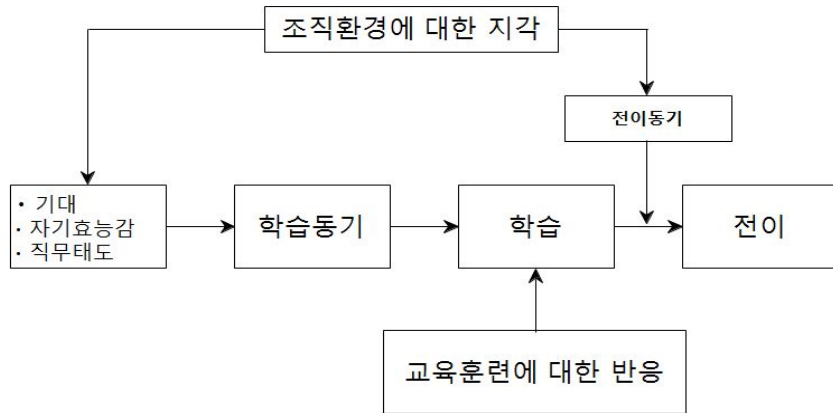 조직환경에 대한 지각
전이동기
• 기대
• 자기효능감
• 직무태도
학습동기
학습
전이
교육훈련에 대한 반응